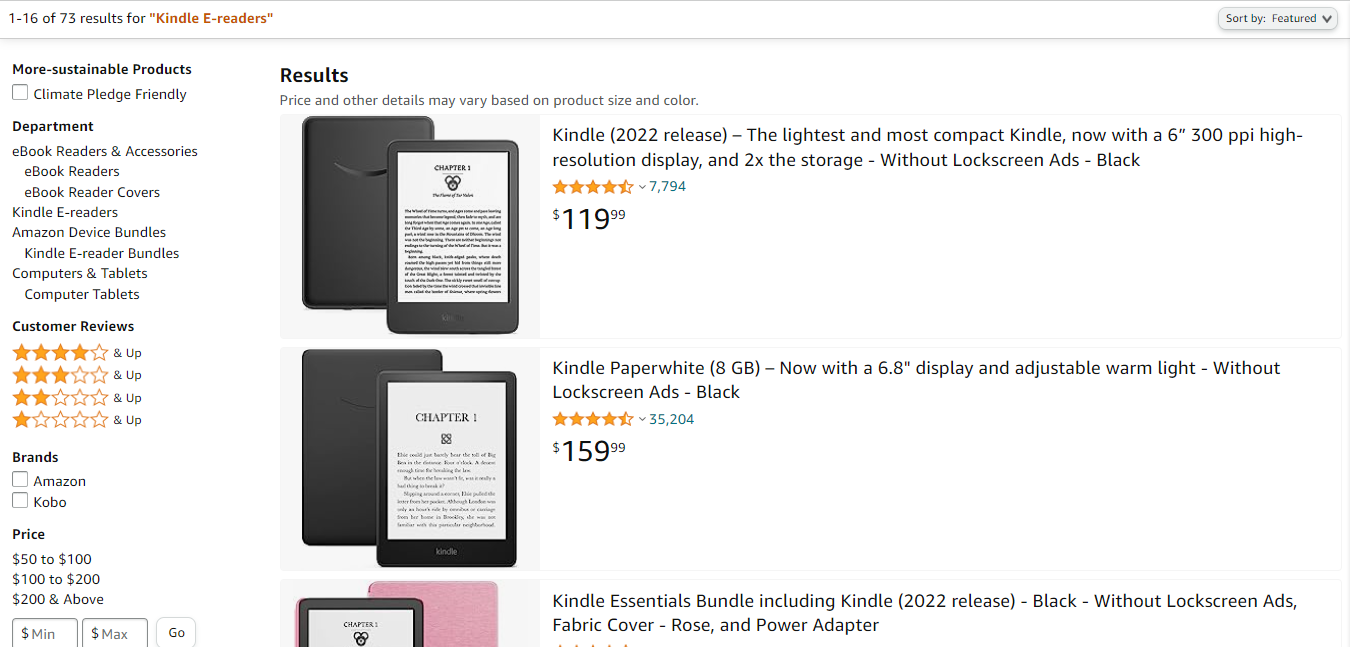 1-16 of 73 results for "Kindle E-readers"
Sort by: Featured
More-sustainable Products
Climate Pledge Friendly
Department
eBook Readers & Accessories
eBook Readers
eBook Reader Covers
Kindle E-readers
Amazon Device Bundles
Kindle E-reader Bundles
Computers & Tablets
Computer Tablets
Customer Reviews
& Up
& Up
& Up
& Up
Brands
Amazon
Kobo
Price
$50 to $100
$100 to $200
$200 & Above
$ Min
$ Max
Go
Results
Price and other details may vary based on product size and color.
CHAPTER 1
kindle
Kindle (2022 release) – The lightest and most compact Kindle, now with a 6” 300 ppi high-
resolution display, and 2x the storage - Without Lockscreen Ads - Black
7,794
$119 99
CHAPTER 1
kindle
Kindle Paperwhite (8 GB) – Now with a 6.8" display and adjustable warm light - Without
Lockscreen Ads - Black
35,204
$159 99
CHAPTER 1
Kindle Essentials Bundle including Kindle (2022 release) - Black - Without Lockscreen Ads,
Fabric Cover - Rose, and Power Adapter